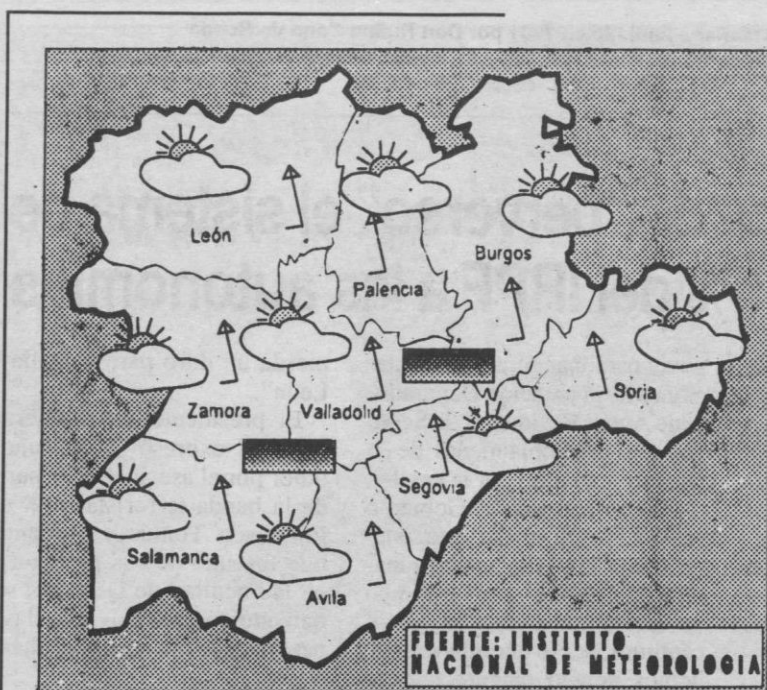 León
Palencia
Burgos
Zamora
Valladolid
Soria
Segovia
Salamanca
Avila
FUENTE: INSTITUTO
NACIONAL DE METEOROLOGIA